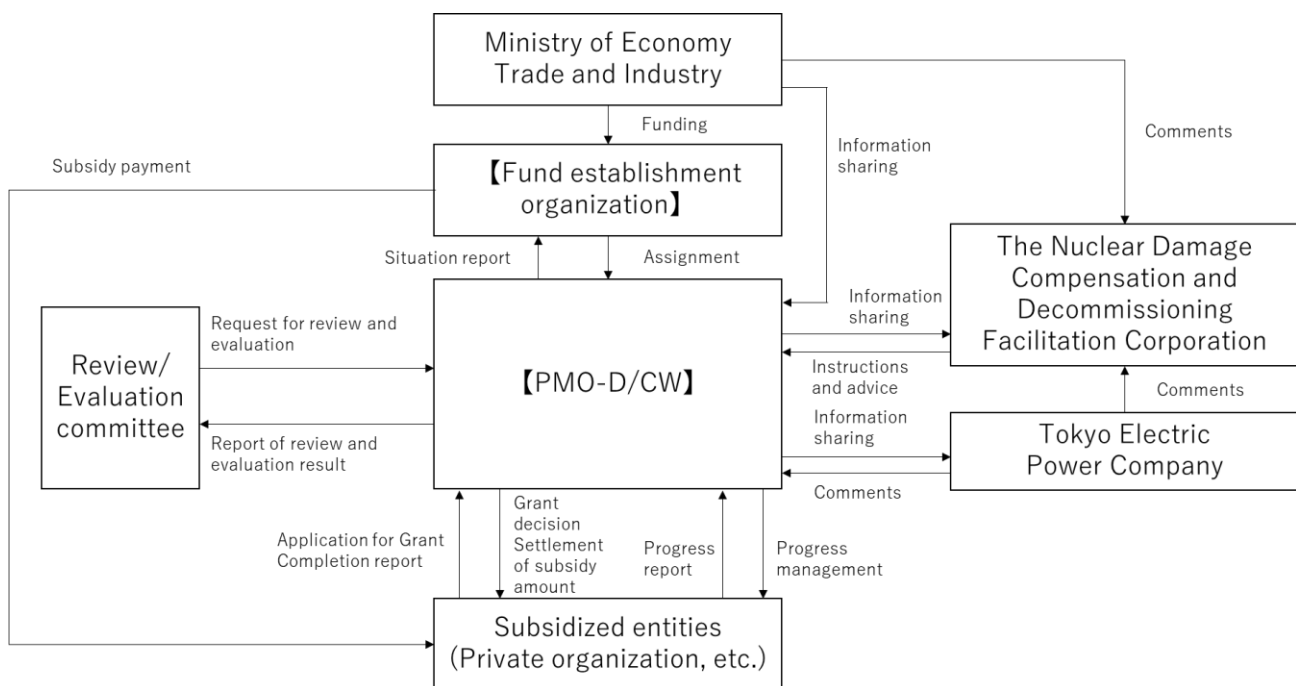 Ministry of Economy
Trade and Industry
Funding
Information
sharing
Comments
Subsidy payment
【Fund establishment
organization】
Situation report
Assignment
The Nuclear Damage
Compensation and
Decommissioning
Facilitation Corporation
Information
sharing
Request for review and
evaluation
Review/
Evaluation
committee
【PMO-D/CW】
Instructions
and advice
Comments
Information
sharing
Report of review and
evaluation result
Tokyo Electric
Power Company
Comments
Application for Grant
Completion report
Grant
decision
Settlement
of subsidy
amount
Progress
report
Progress
management
Subsidized entities
(Private organization, etc.)